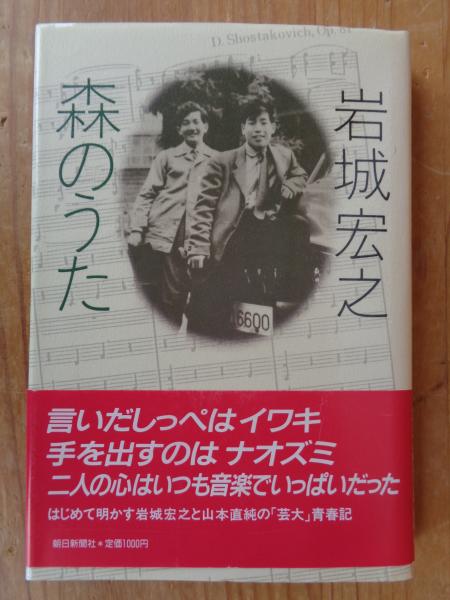 D. Shostakovich, Op. 81
岩城宏之
森のうた
6600
言いだしっぺはイワキ
手を出すのはナオズミ
二人の心はいつも音楽でいっぱいだった
はじめて明かす岩城宏之と山本直純の「芸大」青春記
朝日新聞社*定価1000円